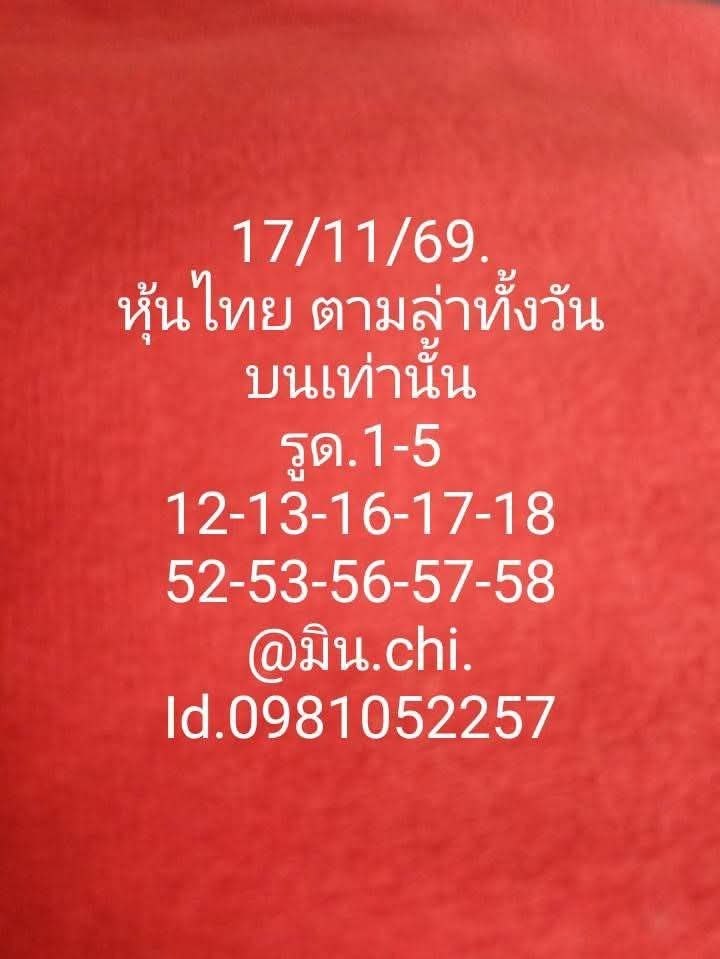 17/11/69.
หุ้นไทย ตามล่าทั้งวัน
บนเท่านั้น
รูด.1-5
12-13-16-17-18
52-53-56-57-58
@มิน.chi.
Id.0981052257